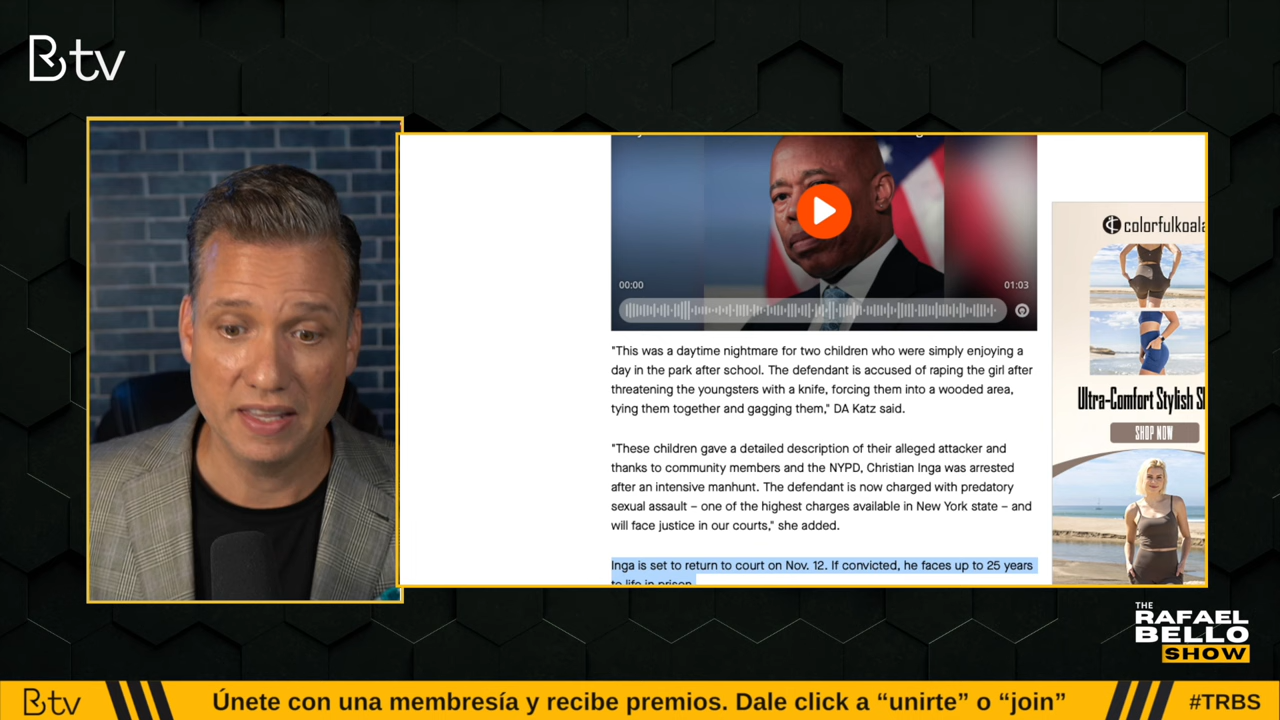 Btv
colorfulkoala
00:00
01:03
"This was a daytime nightmare for two children who were simply enjoying a
day in the park after school. The defendant is accused of raping the girl after
threatening the youngsters with a knife, forcing them into a wooded area,
tying them together and gagging them," DA Katz said.
Ultra-Comfort Stylish
SHOP NOW
"These children gave a detailed description of their alleged attacker and
thanks to community members and the NYPD, Christian Inga was arrested
after an intensive manhunt. The defendant is now charged with predatory
sexual assault – one of the highest charges available in New York state – and
will face justice in our courts," she added.
Inga is set to return to court on Nov. 12. If convicted, he faces up to 25 years
to life in prison.
THE
RAFAEL
BELLO
SHOW
Btv
Únete con una membresía y recibe premios. Dale click a “unirte” o “join”
#TRBS